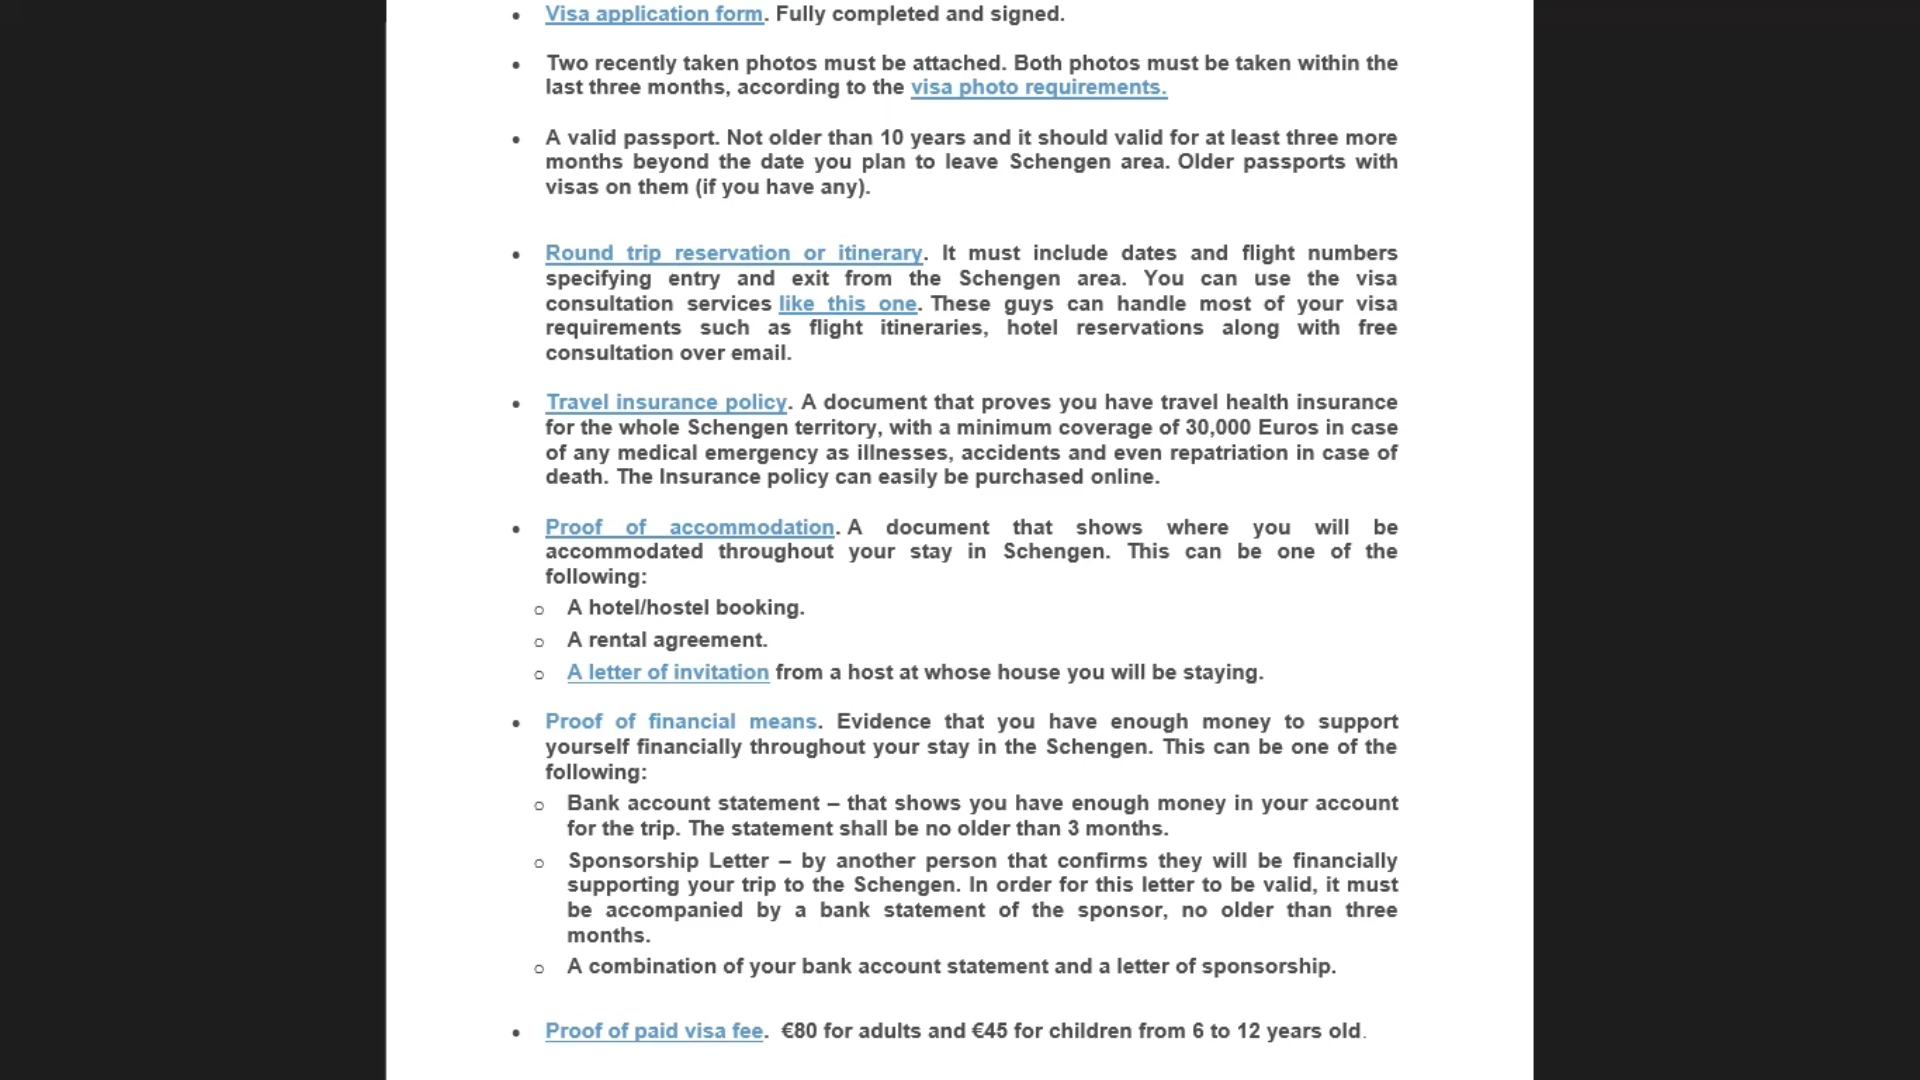 • Visa application form. Fully completed and signed.
• Two recently taken photos must be attached. Both photos must be taken within the
last three months, according to the visa photo requirements.
• A valid passport. Not older than 10 years and it should valid for at least three more
months beyond the date you plan to leave Schengen area. Older passports with
visas on them (if you have any).
• Round trip reservation or itinerary. It must include dates and flight numbers
specifying entry and exit from the Schengen area. You can use the visa
consultation services like this one. These guys can handle most of your visa
requirements such as flight itineraries, hotel reservations along with free
consultation over email.
• Travel insurance policy. A document that proves you have travel health insurance
for the whole Schengen territory, with a minimum coverage of 30,000 Euros in case
of any medical emergency as illnesses, accidents and even repatriation in case of
death. The Insurance policy can easily be purchased online.
• Proof of accommodation. A document that shows where you will be
accommodated throughout your stay in Schengen. This can be one of the
following:
o A hotel/hostel booking.
o A rental agreement.
o A letter of invitation from a host at whose house you will be staying.
• Proof of financial means. Evidence that you have enough money to support
yourself financially throughout your stay in the Schengen. This can be one of the
following:
o Bank account statement – that shows you have enough money in your account
for the trip. The statement shall be no older than 3 months.
o Sponsorship Letter – by another person that confirms they will be financially
supporting your trip to the Schengen. In order for this letter to be valid, it must
be accompanied by a bank statement of the sponsor, no older than three
months.
o A combination of your bank account statement and a letter of sponsorship.
• Proof of paid visa fee. €80 for adults and €45 for children from 6 to 12 years old.